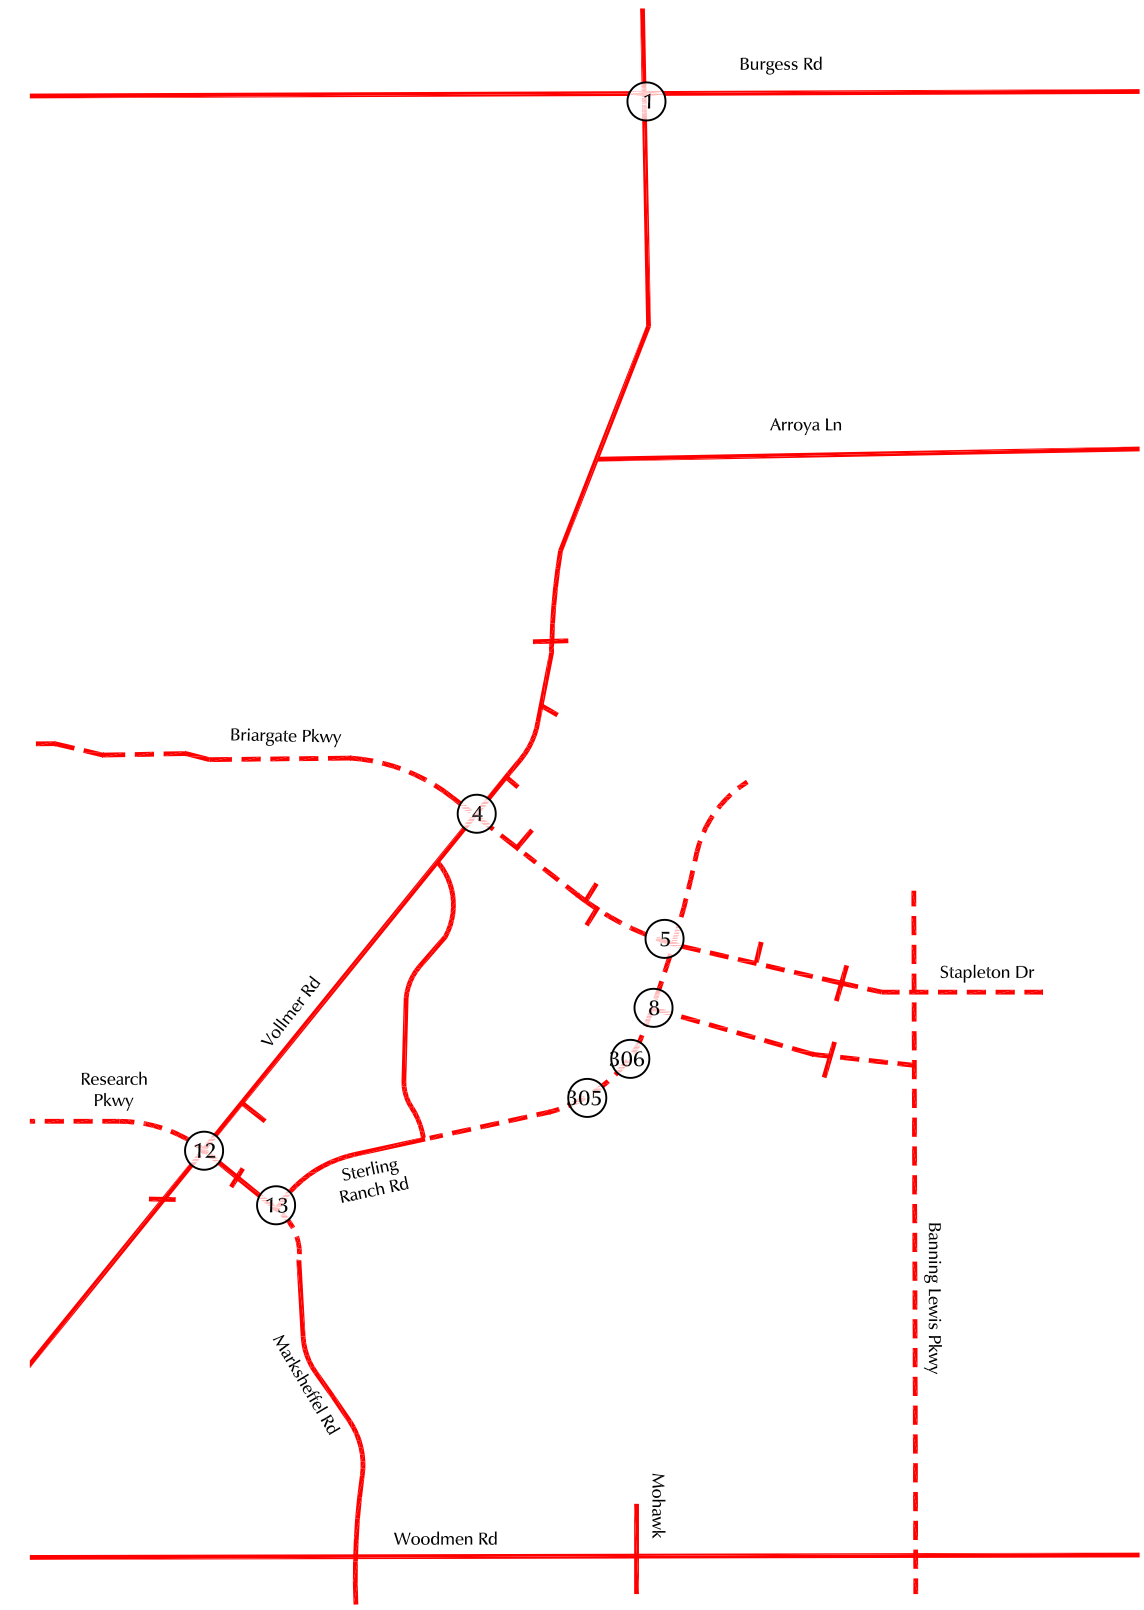 Burgess Rd
1
Arroya Ln
Briargate Pkwy
4
5
Stapleton Dr
Vollmer Rd
8
306
Research
Pkwy
305
12
Sterling
Ranch Rd
13
Banning Lewis Pkwy
Marksheffel Rd
Mohawk
Woodmen Rd